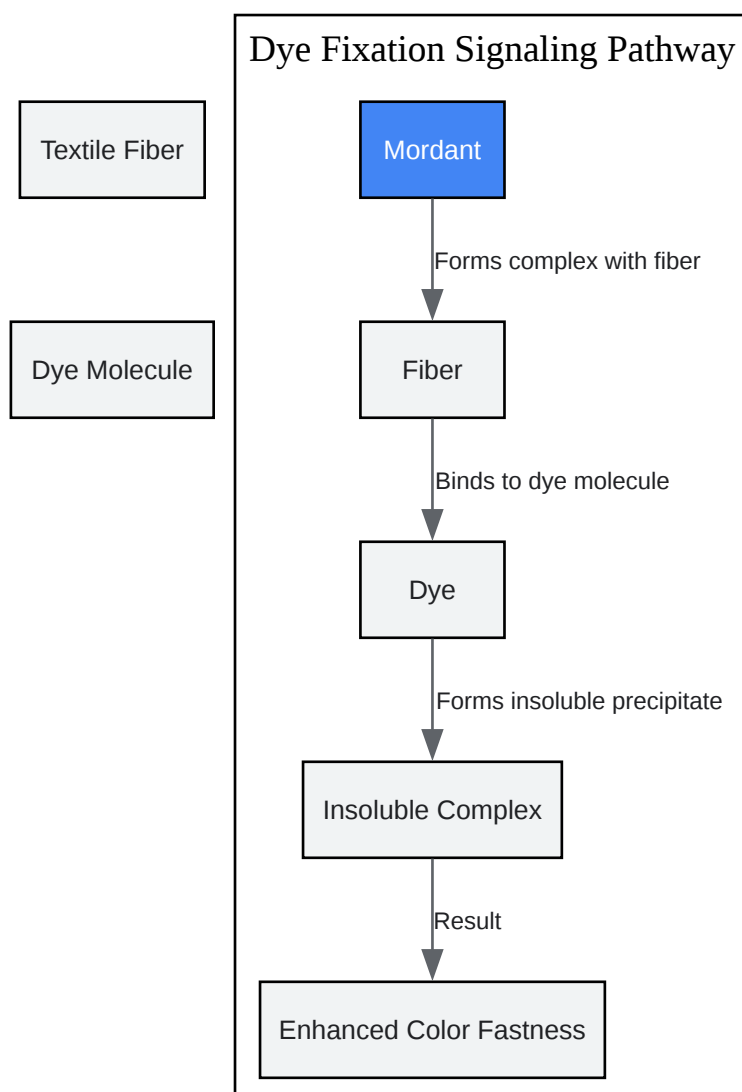 Dye Fixation Signaling Pathway
Textile Fiber
Mordant
Forms complex with fiber
Dye Molecule
Fiber
Binds to dye molecule
Dye
Forms insoluble precipitate
Insoluble Complex
Result
Enhanced Color Fastness